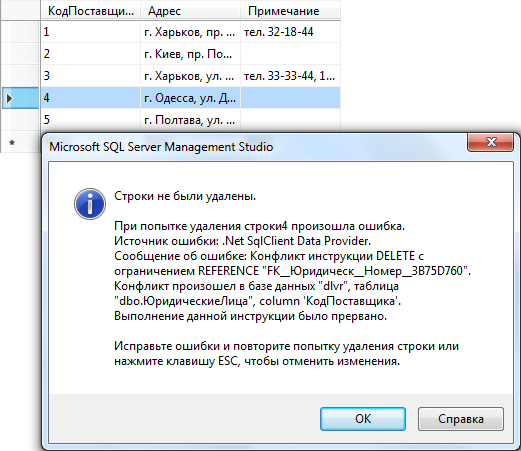 КодПоставщи... Адрес Примечание
1 г. Харьков, пр. ... тел. 32-18-44
2 г. Киев, пр. По...
3 г. Харьков, ул. ... тел. 33-33-44, 1...
4 г. Одесса, ул. Д...
5 г. Полтава, ул. ...
Microsoft SQL Server Management Studio
Строки не были удалены.
При попытке удаления строки4 произошла ошибка.
Источник ошибки: .Net SqlClient Data Provider.
Сообщение об ошибке: Конфликт инструкции DELETE с
ограничением REFERENCE "FK__Юридическ__Номер__3B75D760".
Конфликт произошел в базе данных "dlvr", таблица
"dbo.ЮридическиеЛица", column 'КодПоставщика'.
Выполнение данной инструкции было прервано.
Исправьте ошибки и повторите попытку удаления строки или
нажмите клавишу ESC, чтобы отменить изменения.
ОК Справка